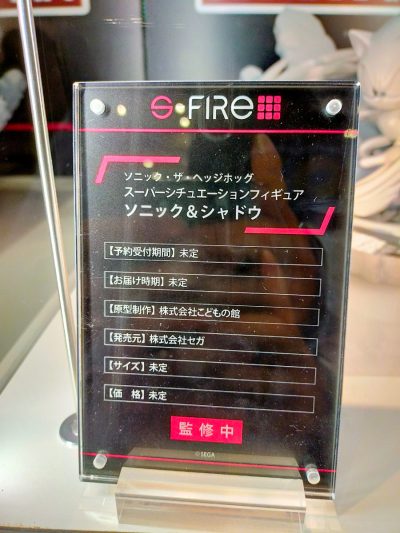 S-FIRE
ソニック・ザ・ヘッジホッグ
スーパーシチュエーションフィギュア
ソニック&シャドウ
【予約受付期間】未定
【お届け時期】未定
【原型制作】株式会社こどもの館
【発売元】株式会社セガ
【サイズ】未定
【価　格】未定
監修中
©SEGA